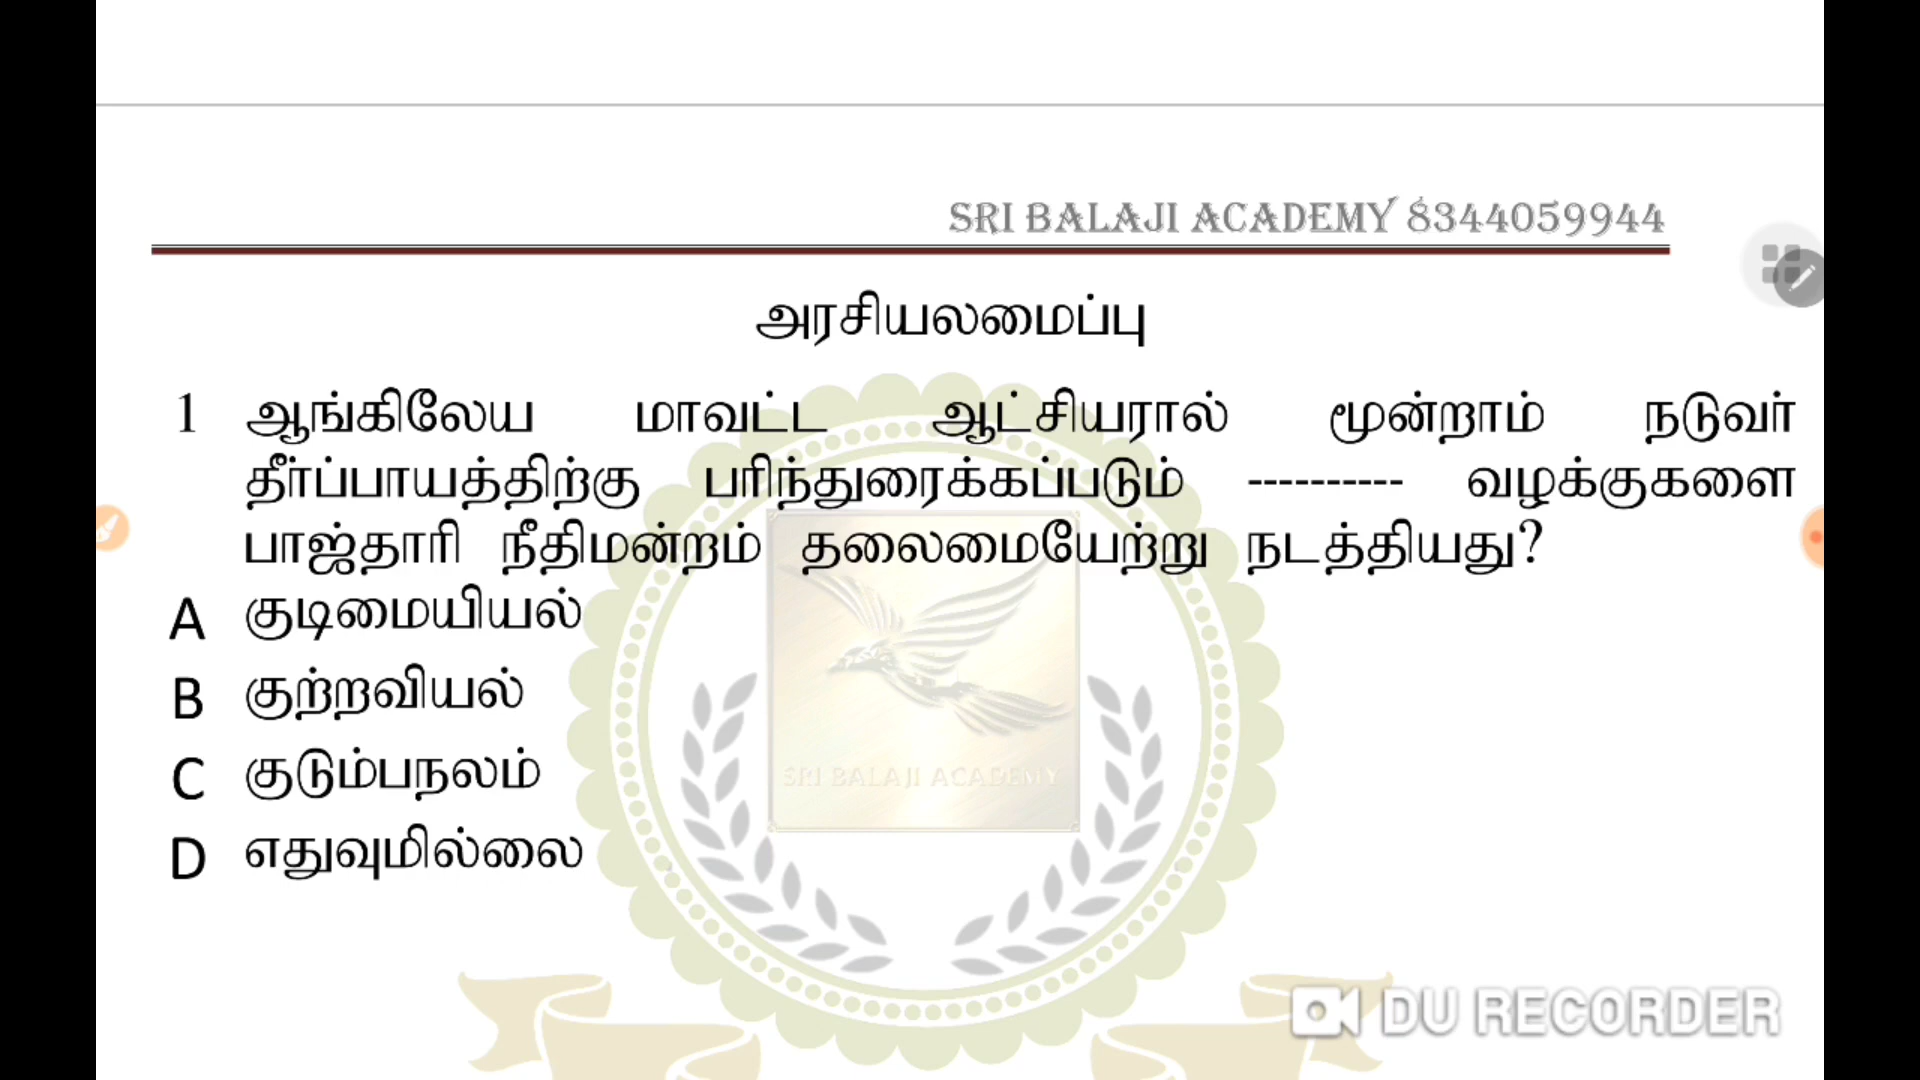 SRI BALAJI ACADEMY 8344059944
அரசியலமைப்பு
1 ஆங்கிலேய மாவட்ட ஆட்சியரால் மூன்றாம் நடுவர்
தீர்ப்பாயத்திற்கு பரிந்துரைக்கப்படும் ---------- வழக்குகளை
பாஜ்தாரி நீதிமன்றம் தலைமையேற்று நடத்தியது?
A குடிமையியல்
B குற்றவியல்
C குடும்பநலம்
D எதுவுமில்லை
SRI BALAJI ACADEMY
DU RECORDER